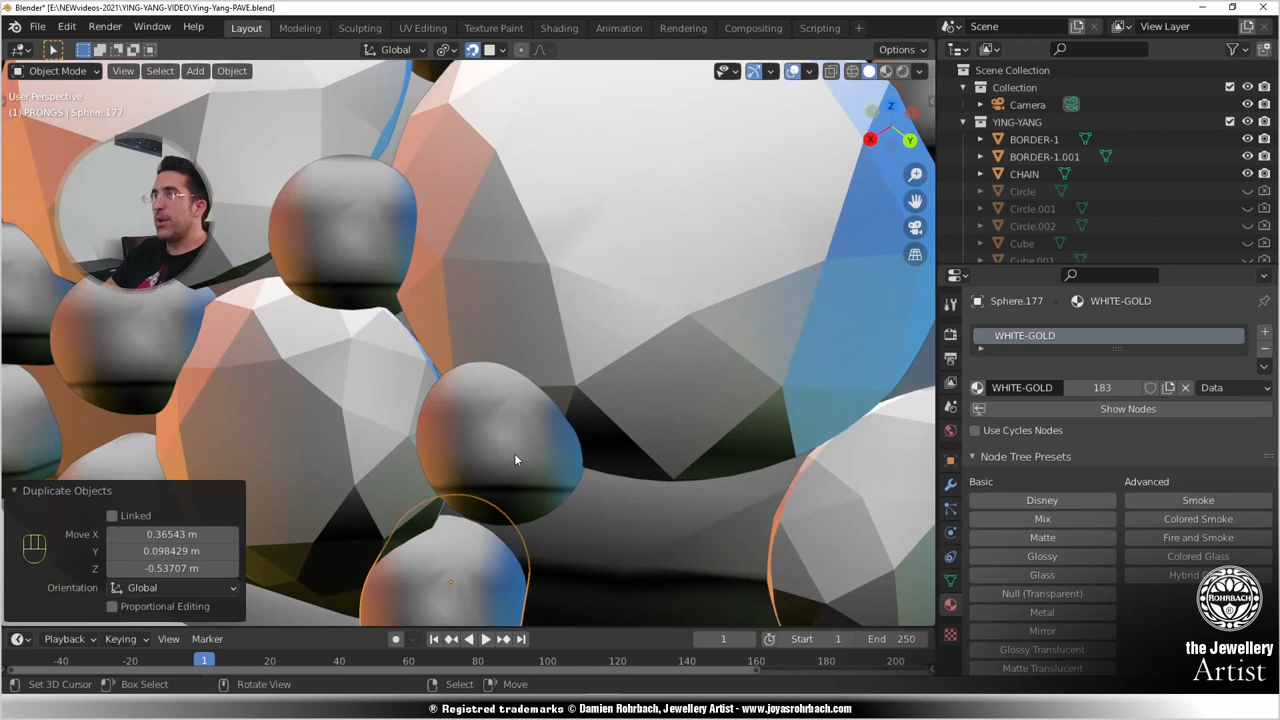 Blender* [E:\NEWvideos-2021\YING-YANG-VIDEO\Ying-Yang-PAVE.blend]
File Edit Render Window Help Layout Modeling Sculpting UV Editing Texture Paint Shading Animation Rendering Compositing Scripting + Scene View Layer
Global Options
Object Mode View Select Add Object
User Perspective
(1) PRONGS | Sphere.177
Z
X
Y
Scene Collection
Collection
Camera
YING-YANG
BORDER-1
BORDER-1.001
CHAIN
Circle
Circle.001
Circle.002
Cube
Cube.001
Sphere.177 WHITE-GOLD
WHITE-GOLD
WHITE-GOLD 183 Data
Show Nodes
Use Cycles Nodes
Node Tree Presets
Basic Advanced
Disney Smoke
Mix Colored Smoke
Matte Fire and Smoke
Glossy Colored Glass
Glass Hybrid
Null (Transparent)
Metal
Mirror
Glossy Translucent
Matte Translucent
Duplicate Objects
Linked
Move X 0.36543 m
Y 0.098429 m
Z -0.53707 m
Orientation Global
Proportional Editing
Playback Keying View Marker 1 Start 1 End 250
-40 -20 1 20 40 60 80 100 120 140 160 180 200
Set 3D Cursor Box Select Rotate View Select Move
ROHRBACH
the Jewellery
Artist
® Registered trademarks © Damien Rohrbach, Jewellery Artist - www.joyasrohrbach.com